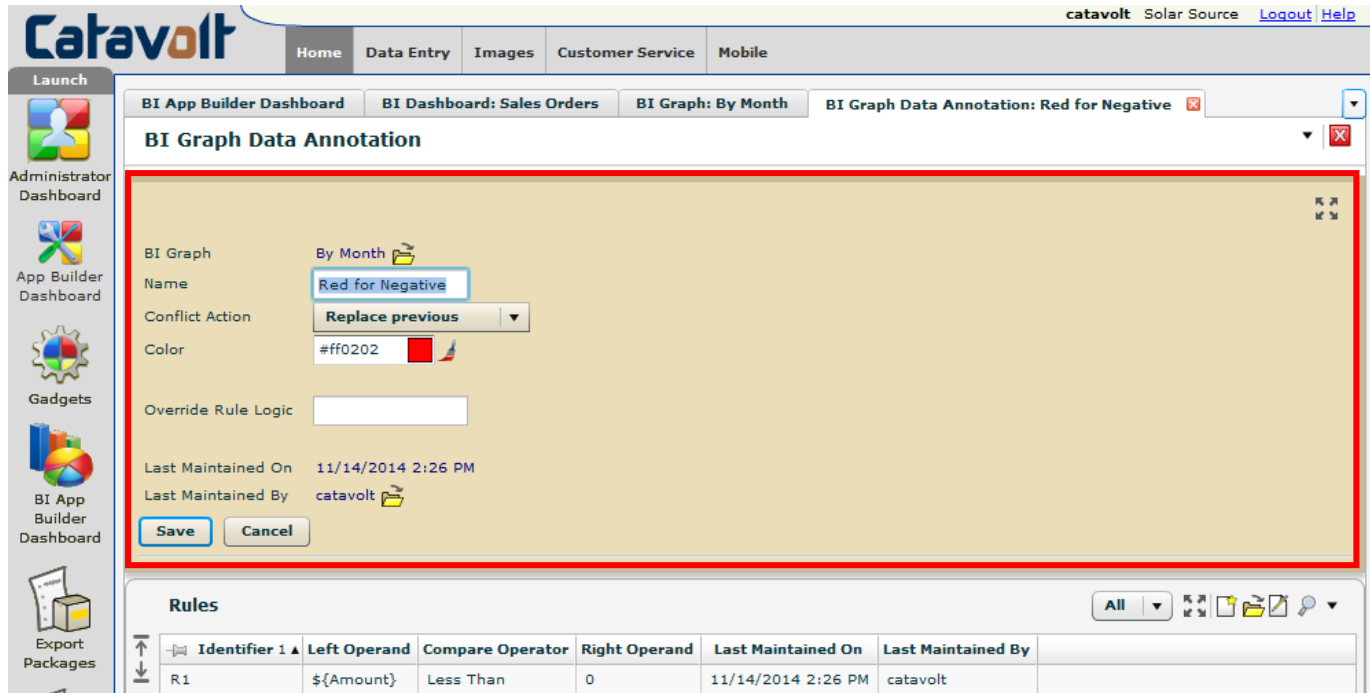 catavolt Solar Source Logout Help
Catavolt
Home Data Entry Images Customer Service Mobile
Launch
BI App Builder Dashboard BI Dashboard: Sales Orders BI Graph: By Month BI Graph Data Annotation: Red for Negative
BI Graph Data Annotation
Administrator
Dashboard
BI Graph By Month
App Builder
Dashboard
Name Red for Negative
Conflict Action Replace previous
Color #ff0202
Gadgets
Override Rule Logic
Last Maintained On 11/14/2014 2:26 PM
Last Maintained By catavolt
BI App
Builder
Dashboard
Save Cancel
Rules All
Export
Packages
Identifier 1 Left Operand Compare Operator Right Operand Last Maintained On Last Maintained By
R1 ${Amount} Less Than 0 11/14/2014 2:26 PM catavolt